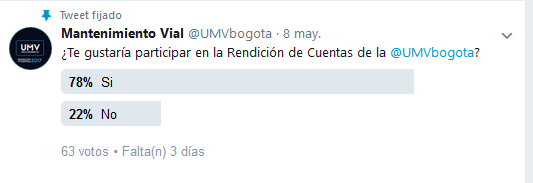 Tweet fijado
Mantenimiento Vial @UMVbogota · 8 may.
¿Te gustaría participar en la Rendición de Cuentas de la @UMVbogota?
78% Si
22% No
63 votos • Falta(n) 3 días
UMV